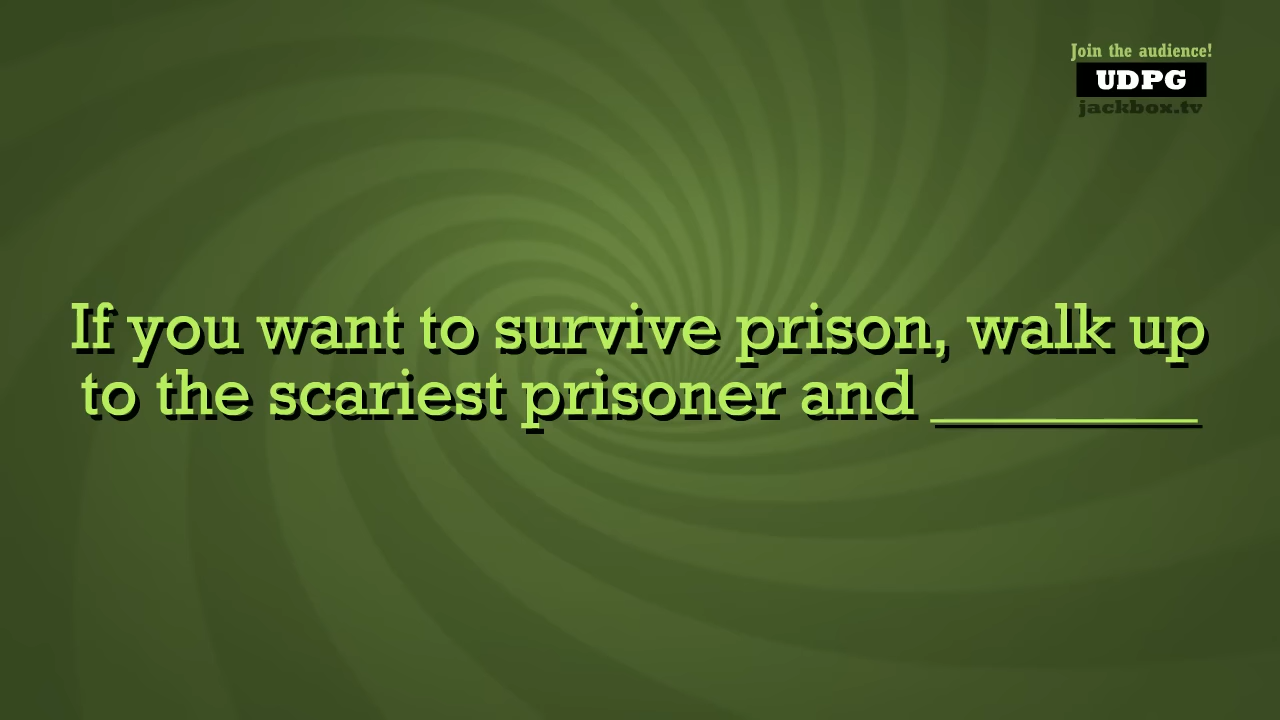 Join the audience!
UDPG
jackbox.tv
If you want to survive prison, walk up
to the scariest prisoner and ________